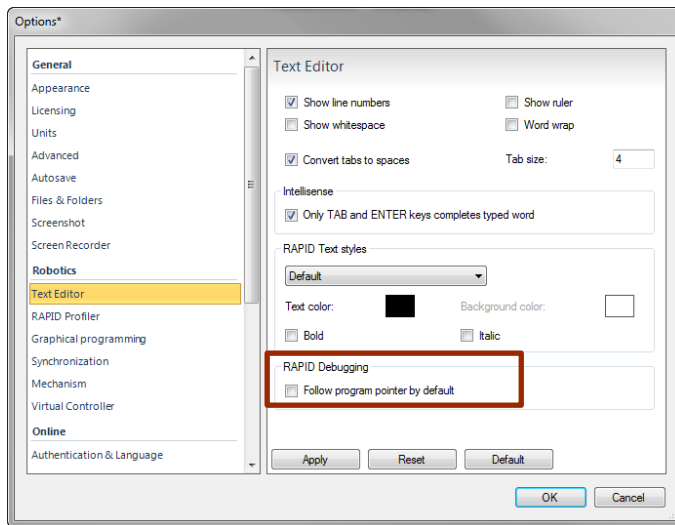 Options*
General
Appearance
Licensing
Units
Advanced
Autosave
Files & Folders
Screenshot
Screen Recorder
Robotics
Text Editor
RAPID Profiler
Graphical programming
Synchronization
Mechanism
Virtual Controller
Online
Authentication & Language
Text Editor
Show line numbers
Show ruler
Show whitespace
Word wrap
Convert tabs to spaces
Tab size: 4
Intellisense
Only TAB and ENTER keys completes typed word
RAPID Text styles
Default
Text color:
Background color:
Bold
Italic
RAPID Debugging
Follow program pointer by default
Apply
Reset
Default
OK
Cancel